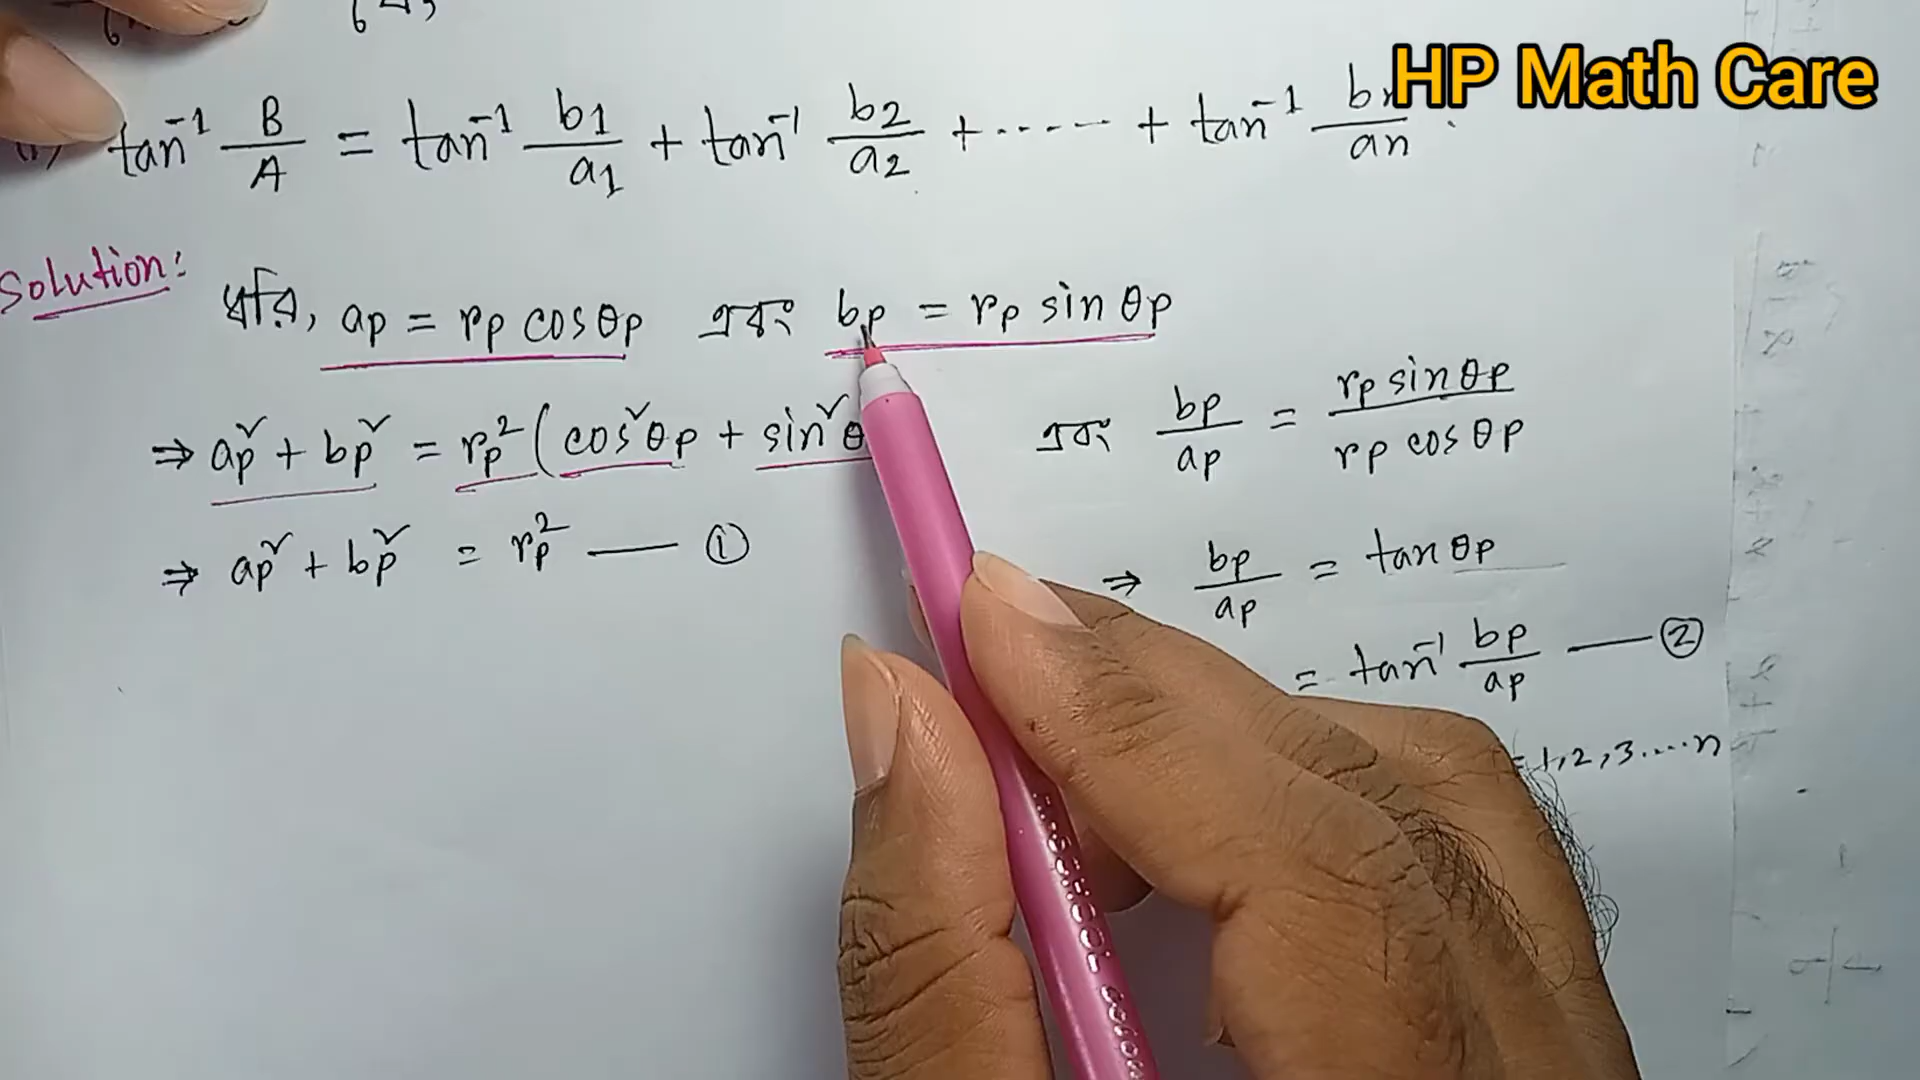 HP Math Care
tan⁻¹ B/A = tan⁻¹ b1/a1 + tan⁻¹ b2/a2 + ..... + tan⁻¹ b/an
Solution:
ধরি, ap = rp cosθp এবং bp = rp sinθp
⇒ ap² + bp² = rp² (cos²θp + sin²θ
এবং bp/ap = rp sinθp / rp cosθp
⇒ ap² + bp² = rp² —— ①
⇒ bp/ap = tanθp
= tan⁻¹ bp/ap —— ②
= 1, 2, 3....n